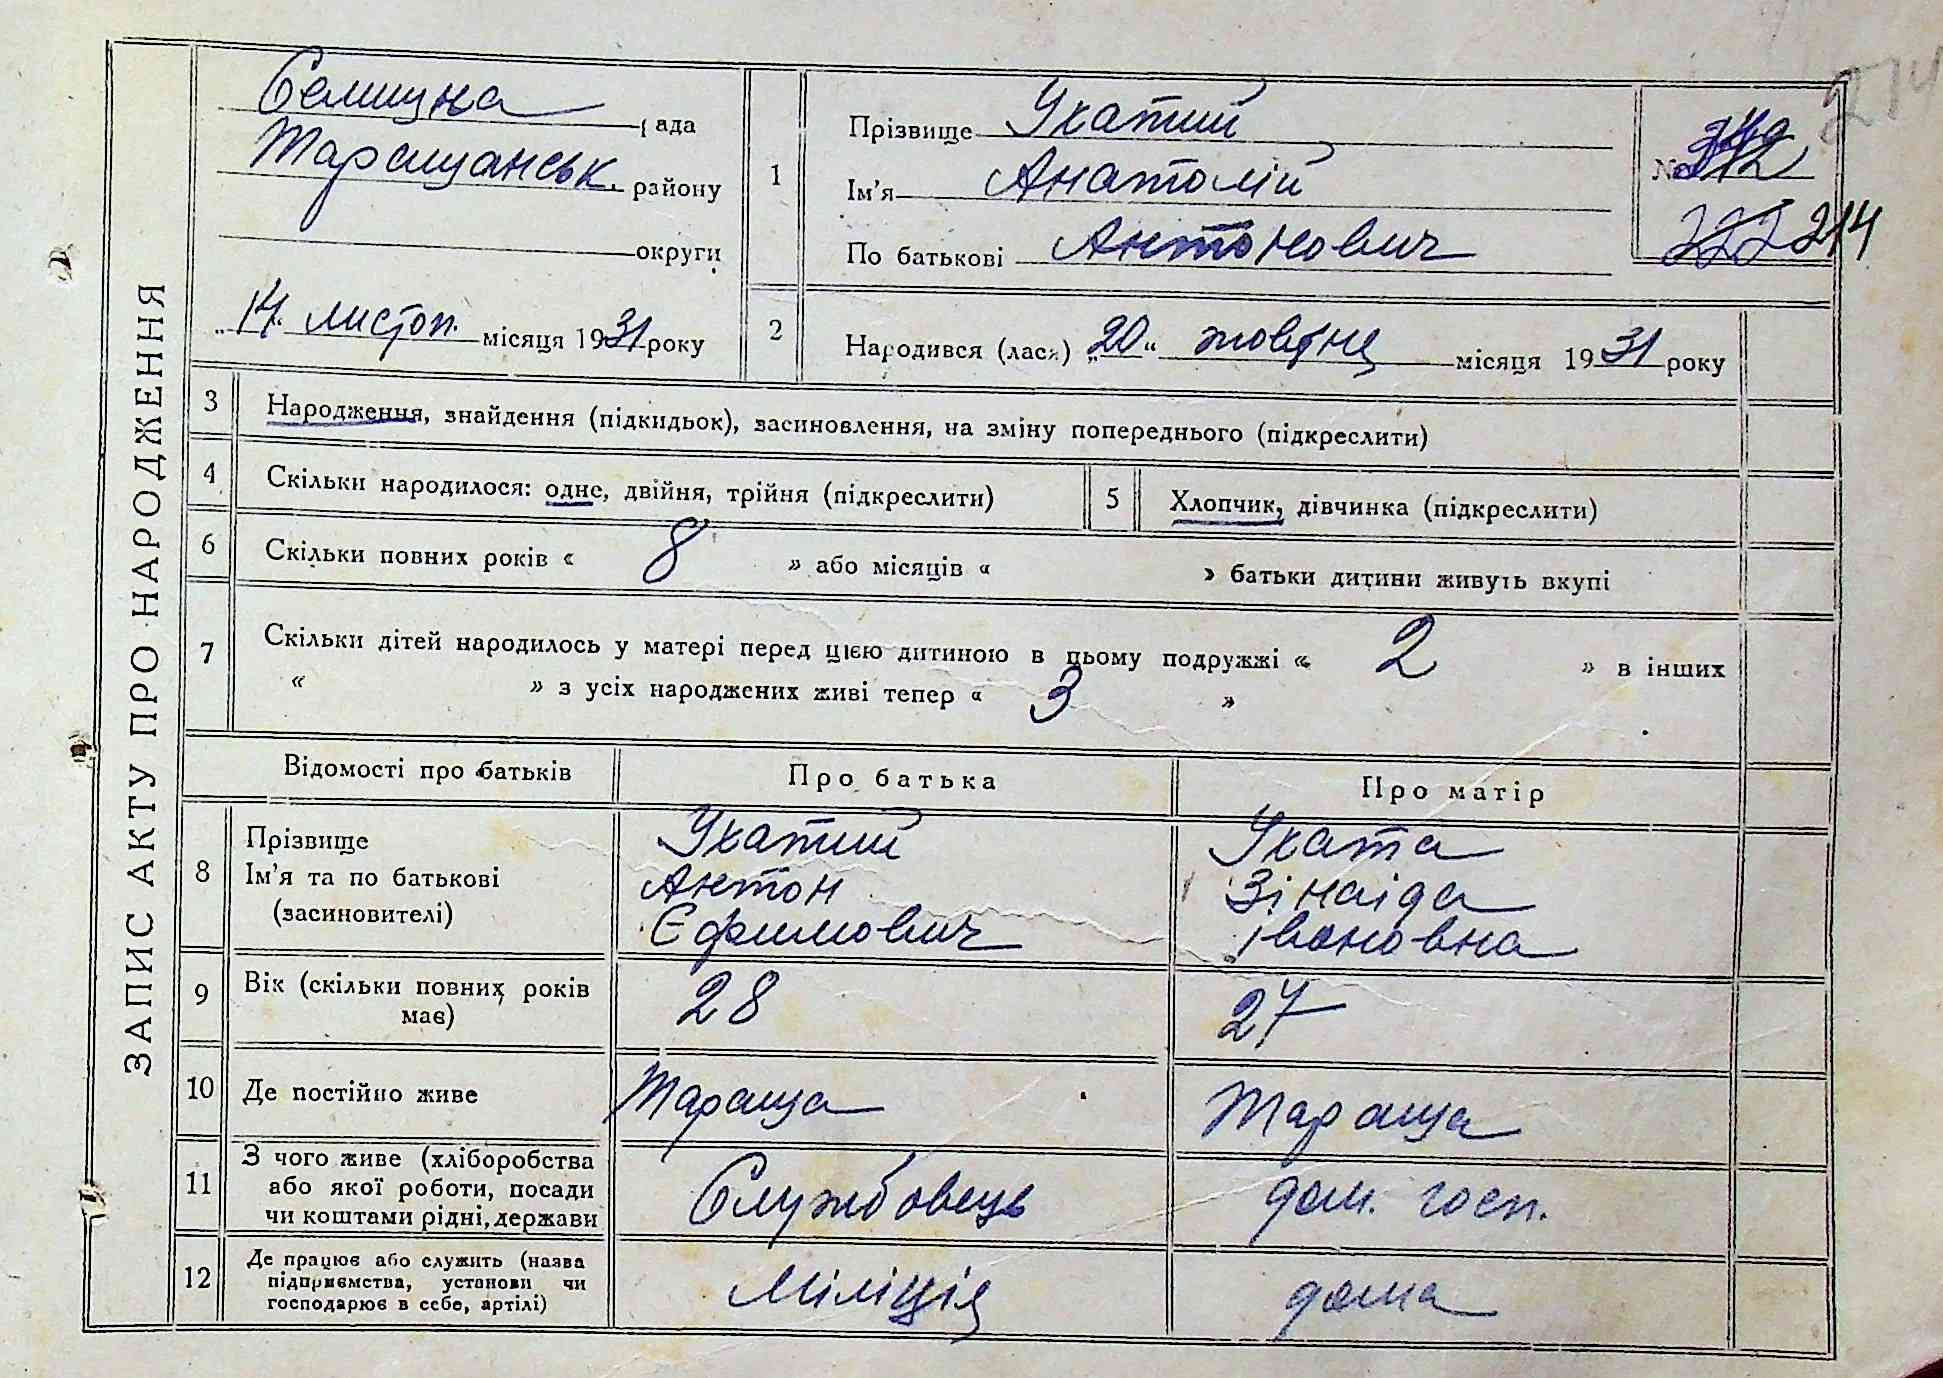 ЗАПИС АКТУ ПРО НАРОДЖЕННЯ
274
Селищна рада
Таращанськ. району
округи
„14“ листоп. місяця 1931 року
1
Прізвище Ухатий
Ім'я Анатолій
По батькові Антонович
№
222 214
2
Народився (лася) „20“ жовтня місяця 1931 року
3 Народження, знайдення (підкидьок), засиновлення, на зміну попереднього (підкреслити)
4 Скільки народилося: одне, двійня, трійня (підкреслити)
5 Хлопчик, дівчинка (підкреслити)
6 Скільки повних років « 8 » або місяців « » батьки дитини живуть вкупі
7 Скільки дітей народилось у матері перед цією дитиною в цьому подружжі « 2 » в інших
« » з усіх народжених живі тепер « 3 »
Відомості про батьків Про батька Про матір
8
Прізвище Ухатий Ухата
Ім'я та по батькові Антон Зінаіда
(засиновителі) Єфимович Івановна
9 Вік (скільки повних років 28 27
має)
10 Де постійно живе Тараща Тараща
11
З чого живе (хліборобства
або якої роботи, посади Службовець дом. госп.
чи коштами рідні, держави
12
Де працює або служить (назва
підприємства, установи чи Міліція дома
господарює в себе, артілі)